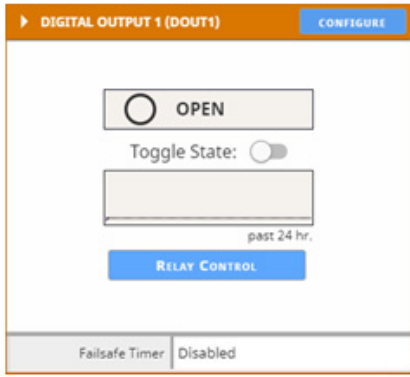 DIGITAL OUTPUT 1 (DOUT1) CONFIGURE
OPEN
Toggle State:
past 24 hr.
RELAY CONTROL
Failsafe Timer Disabled